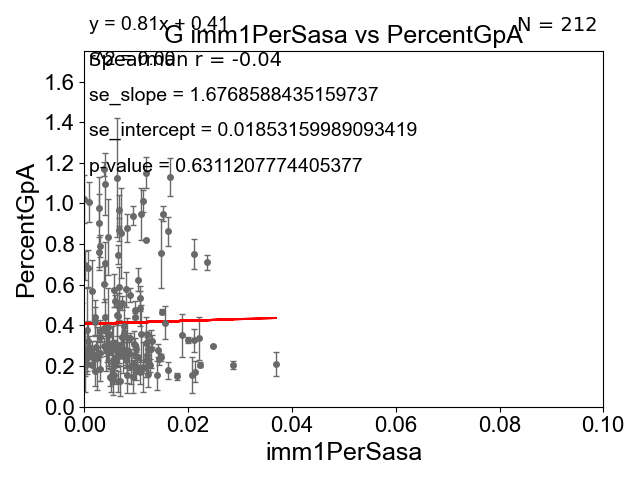 y = 0.81x + 0.41
N = 212
G imm1PerSasa vs PercentGpA
Spearman r = -0.04
se_slope = 1.6768588435159737
se_intercept = 0.01853159989093419
p-value = 0.6311207774405377
1.6
1.4
1.2
1.0
0.8
0.6
0.4
0.2
0.0
PercentGpA
0.00 0.02 0.04 0.06 0.08 0.10
imm1PerSasa